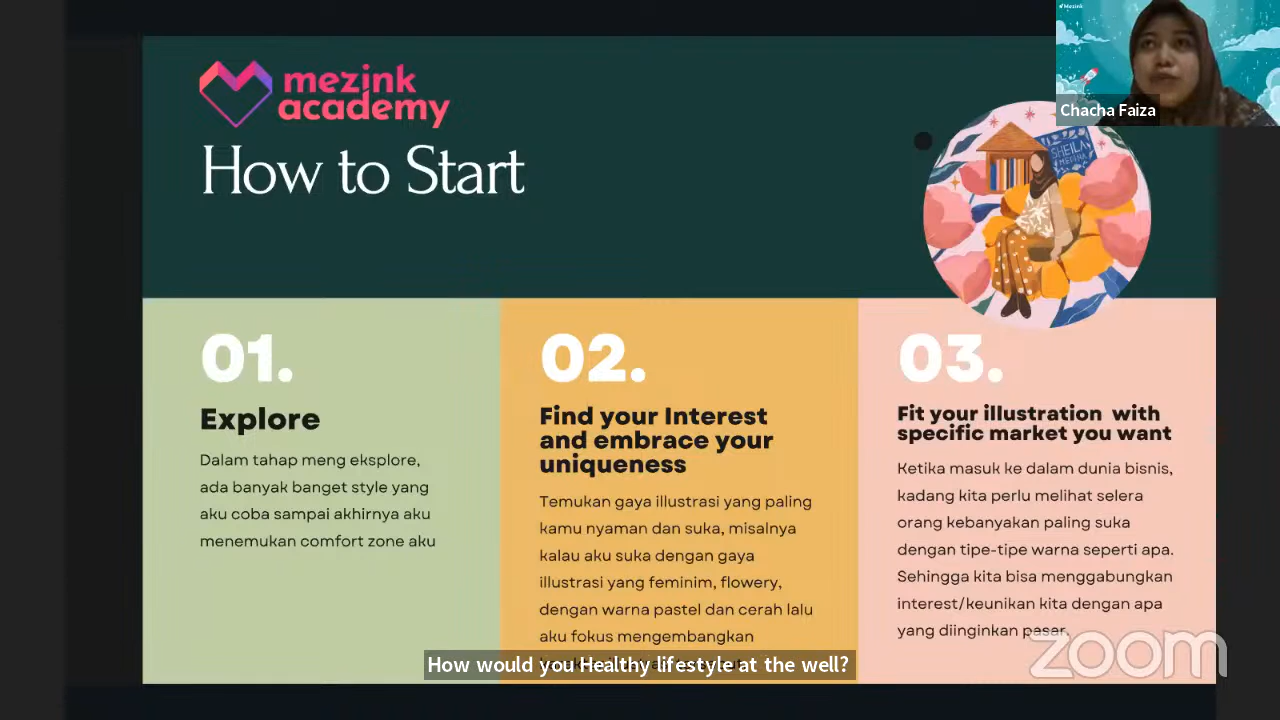 Mezink
Chacha Faiza
mezink
academy
How to Start
SHEILA
01.
Explore
Dalam tahap meng eksplore,
ada banyak banget style yang
aku coba sampai akhirnya aku
menemukan comfort zone aku
02.
Find your Interest
and embrace your
uniqueness
Temukan gaya illustrasi yang paling
kamu nyaman dan suka, misalnya
kalau aku suka dengan gaya
illustrasi yang feminim, flowery,
dengan warna pastel dan cerah lalu
aku fokus mengembangkan
03.
Fit your illustration with
specific market you want
Ketika masuk ke dalam dunia bisnis,
kadang kita perlu melihat selera
orang kebanyakan paling suka
dengan tipe-tipe warna seperti apa.
Sehingga kita bisa menggabungkan
interest/keunikan kita dengan apa
yang diinginkan pasar.
How would you Healthy lifestyle at the well?
zoom